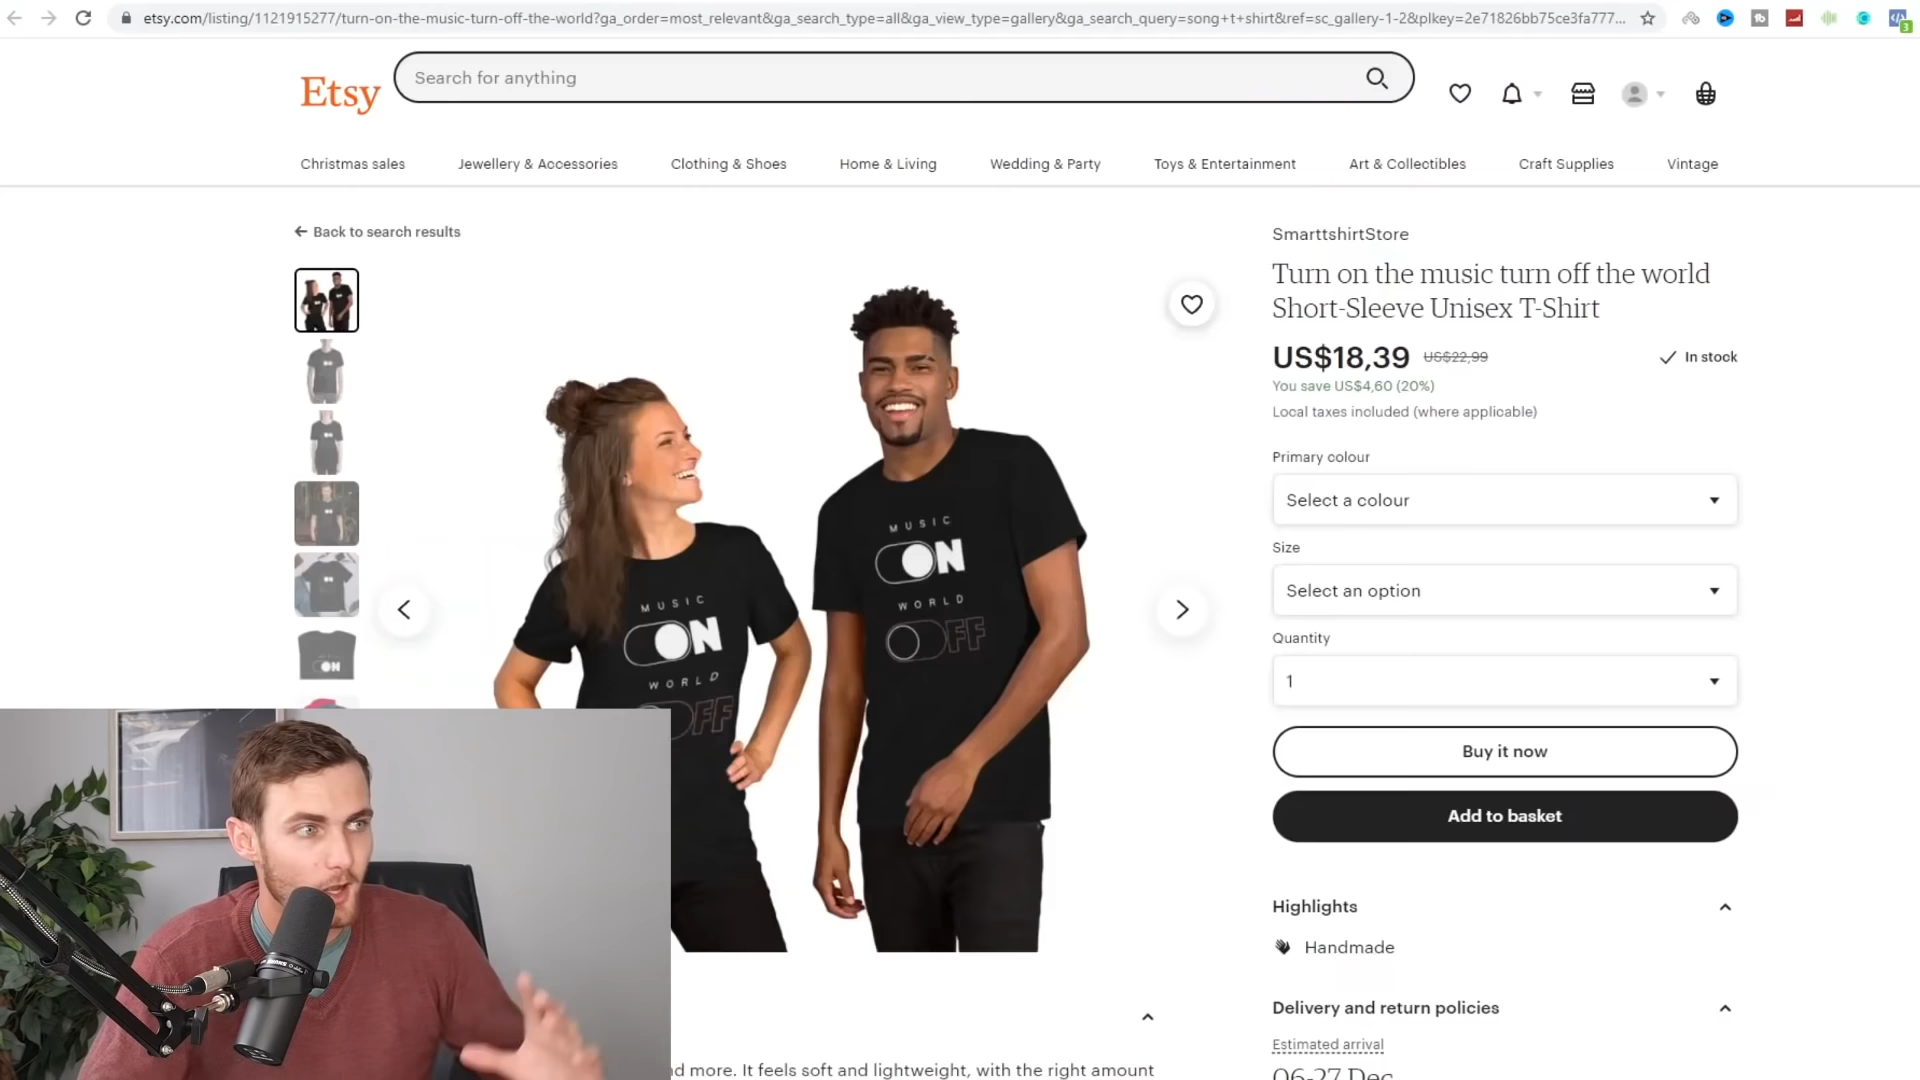 etsy.com/listing/1121915277/turn-on-the-music-turn-off-the-world?ga_order=most_relevant&ga_search_type=all&ga_view_type=gallery&ga_search_query=song+t+shirt&ref=sc_gallery-1-2&plkey=2e71826bb75ce3fa777...
3
Etsy
Search for anything
Christmas sales
Jewellery & Accessories
Clothing & Shoes
Home & Living
Wedding & Party
Toys & Entertainment
Art & Collectibles
Craft Supplies
Vintage
Back to search results
MUSIC
ON
WORLD
OFF
MUSIC
ON
WORLD
OFF
SmarttshirtStore
Turn on the music turn off the world
Short-Sleeve Unisex T-Shirt
US$18,39 US$22,99
In stock
You save US$4,60 (20%)
Local taxes included (where applicable)
Primary colour
Select a colour
Size
Select an option
Quantity
1
Buy it now
Add to basket
Highlights
Handmade
Delivery and return policies
Estimated arrival
06-27 Dec
d more. It feels soft and lightweight, with the right amount